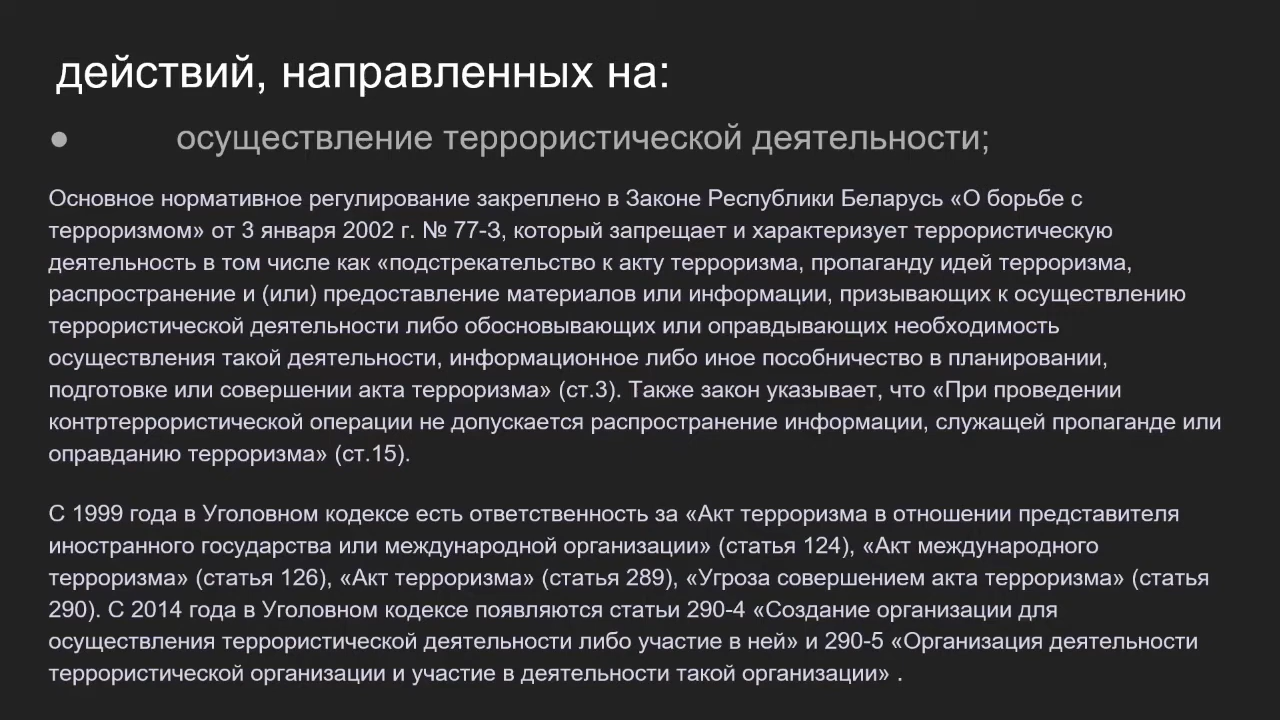 действий, направленных на:
● осуществление террористической деятельности;
Основное нормативное регулирование закреплено в Законе Республики Беларусь «О борьбе с
терроризмом» от 3 января 2002 г. № 77-З, который запрещает и характеризует террористическую
деятельность в том числе как «подстрекательство к акту терроризма, пропаганду идей терроризма,
распространение и (или) предоставление материалов или информации, призывающих к осуществлению
террористической деятельности либо обосновывающих или оправдывающих необходимость
осуществления такой деятельности, информационное либо иное пособничество в планировании,
подготовке или совершении акта терроризма» (ст.3). Также закон указывает, что «При проведении
контртеррористической операции не допускается распространение информации, служащей пропаганде или
оправданию терроризма» (ст.15).
С 1999 года в Уголовном кодексе есть ответственность за «Акт терроризма в отношении представителя
иностранного государства или международной организации» (статья 124), «Акт международного
терроризма» (статья 126), «Акт терроризма» (статья 289), «Угроза совершением акта терроризма» (статья
290). С 2014 года в Уголовном кодексе появляются статьи 290-4 «Создание организации для
осуществления террористической деятельности либо участие в ней» и 290-5 «Организация деятельности
террористической организации и участие в деятельности такой организации» .